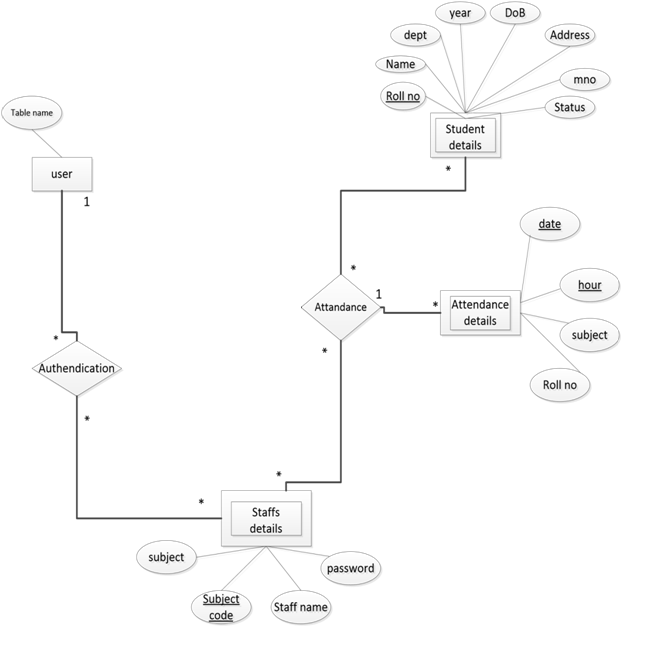 year
DoB
dept
Address
Name
mno
Roll no
Status
Table name
Student
details
*
user
1
date
*
1
hour
Attandance
*
Attendance
details
*
subject
*
Authendication
Roll no
*
*
*
Staffs
details
subject
password
Subject
code
Staff name